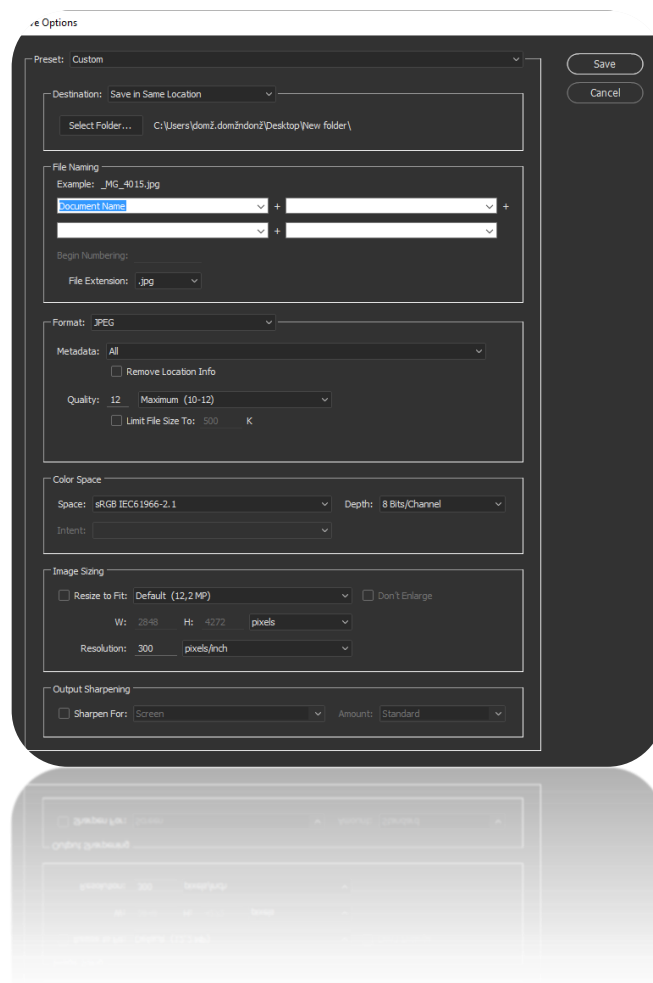 e Options
Preset: Custom
Save
Cancel
Destination: Save in Same Location
Select Folder... C:\Users\domž.domžndonž\Desktop\New folder\
File Naming
Example: _MG_4015.jpg
Document Name + +
+
Begin Numbering:
File Extension: .jpg
Format: JPEG
Metadata: All
Remove Location Info
Quality: 12 Maximum (10-12)
Limit File Size To: 500 K
Color Space
Space: sRGB IEC61966-2.1 Depth: 8 Bits/Channel
Intent:
Image Sizing
Resize to Fit: Default (12,2 MP) Don't Enlarge
W: 2848 H: 4272 pixels
Resolution: 300 pixels/inch
Output Sharpening
Sharpen For: Screen Amount: Standard